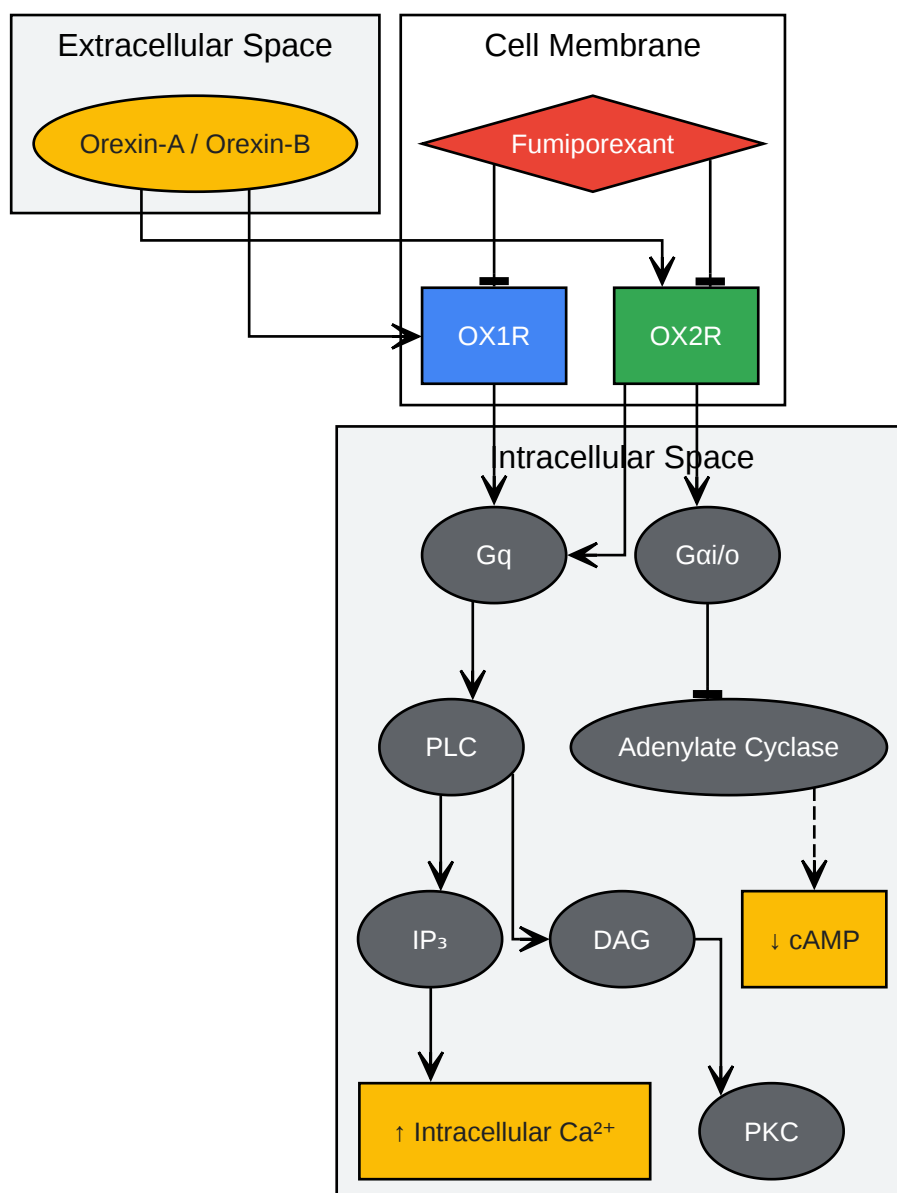 Extracellular Space
Cell Membrane
Orexin-A / Orexin-B
Fumiporexant
OX1R
OX2R
Intracellular Space
Gq
Gαi/o
PLC
Adenylate Cyclase
IP₃
DAG
↓ cAMP
↑ Intracellular Ca²⁺
PKC